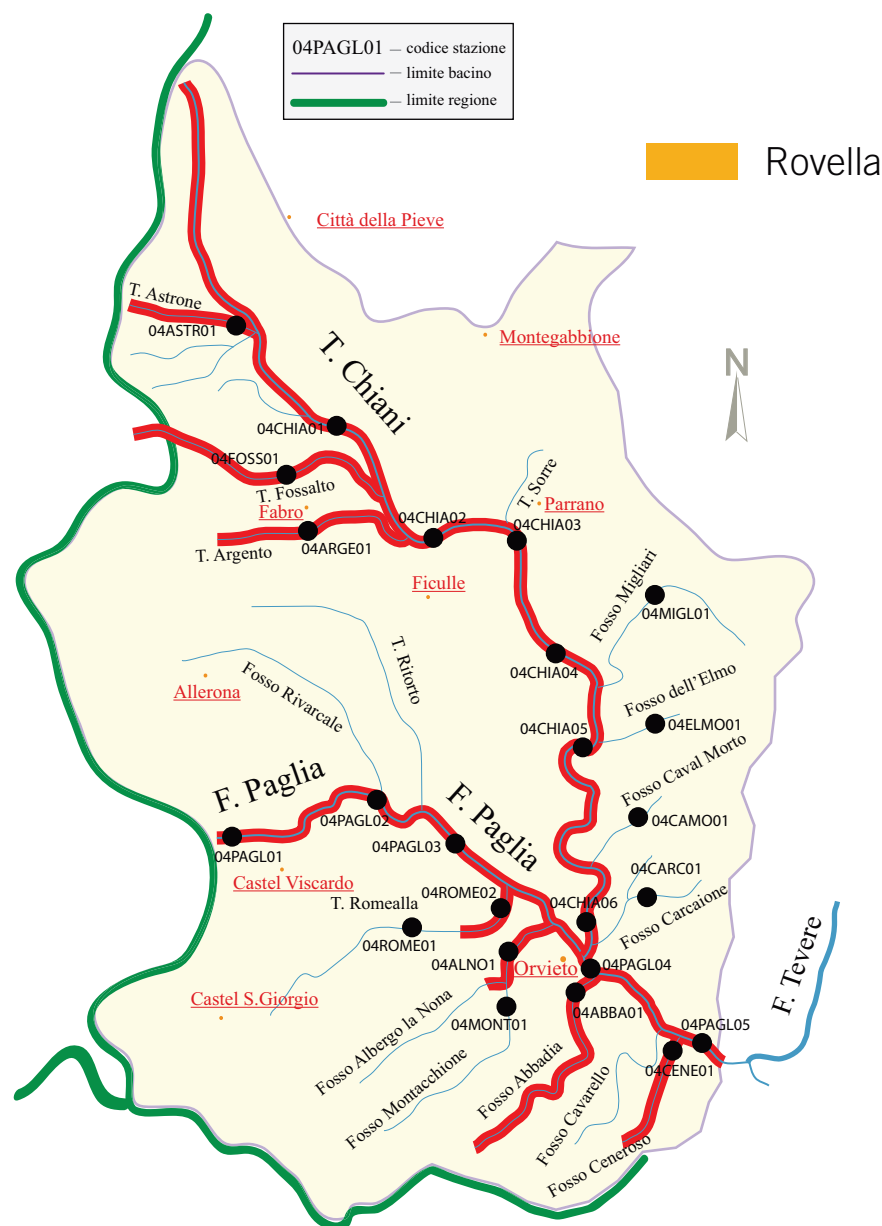 04PAGL01 – codice stazione
– limite bacino
– limite regione
Rovella
Città della Pieve
T. Astrone
04ASTR01
Montegabbione
N
T. Chiani
04CHIA01
04FOSS01
T. Fossalto
T. Sorre
Fabro
Parrano
04CHIA02
04CHIA03
04ARGE01
T. Argento
Ficulle
Fosso Migliari
04MIGL01
T. Ritorto
04CHIA04
Allerona
Fosso Rivarcale
Fosso dell'Elmo
04ELMO01
04CHIA05
Fosso Caval Morto
F. Paglia
04PAGL02
04CAMO01
F. Paglia
04PAGL01
04PAGL03
Castel Viscardo
04CARC01
04ROME02
T. Romealla
04CHIA06
Fosso Carcaione
04ROME01
04ALNO1
Orvieto
04PAGL04
F. Tevere
Castel S.Giorgio
04ABBA01
04MONT01
04PAGL05
Fosso Albergo la Nona
04CENE01
Fosso Montacchione
Fosso Abbadia
Fosso Cavarello
Fosso Ceneroso